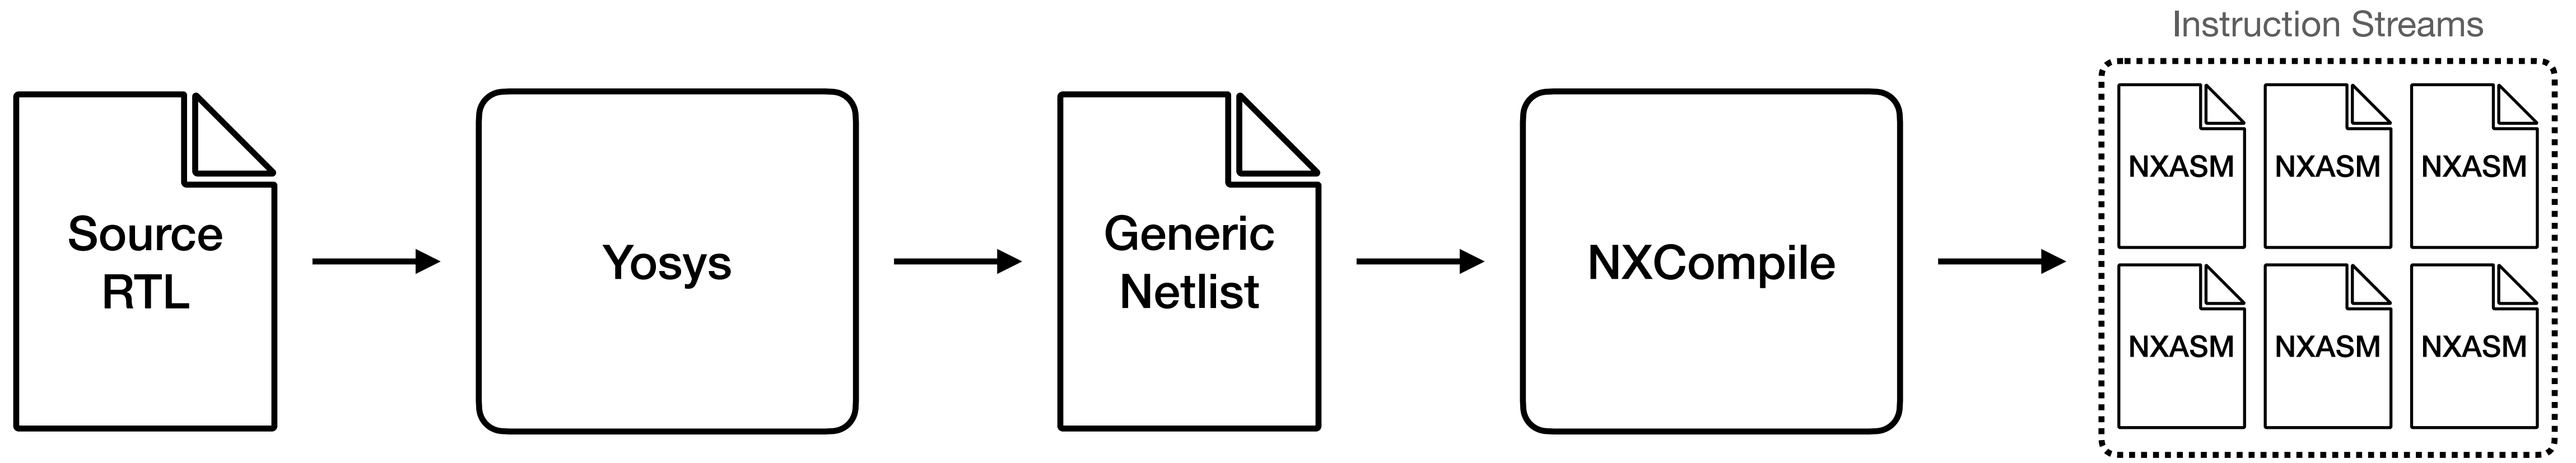 Instruction Streams
Source
RTL
Yosys
Generic
Netlist
NXCompile
NXASM
NXASM
NXASM
NXASM
NXASM
NXASM